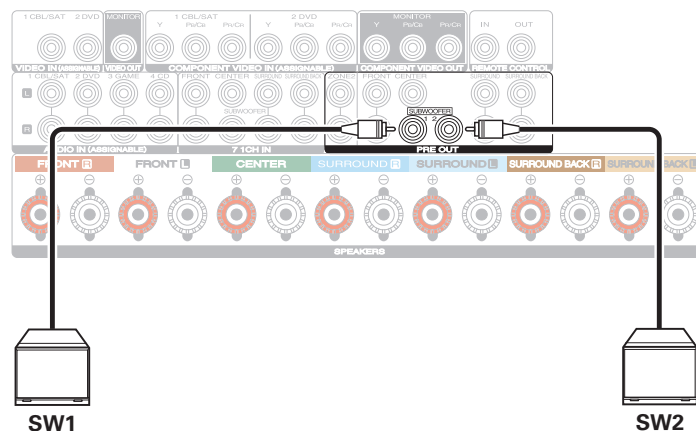 1 CBL/SAT 2 DVD MONITOR 1 CBL/SAT 2 DVD MONITOR
Y PB/CB PR/CR Y PB/CB PR/CR Y PB/CB PR/CR IN OUT
VIDEO IN (ASSIGNABLE) VIDEO OUT COMPONENT VIDEO IN (ASSIGNABLE) COMPONENT VIDEO OUT REMOTE CONTROL
1 CBL/SAT 2 DVD 3 GAME 4 CD FRONT CENTER SURROUND SURROUND BACK ZONE2 FRONT CENTER SURROUND SURROUND BACK
L
SUBWOOFER SUBWOOFER
R 1 2
AUDIO IN (ASSIGNABLE) 7 1CH IN PRE OUT
FRONT R FRONT L CENTER SURROUND R SURROUND L SURROUND BACK R SURROUND BACK L
SPEAKERS
SW1 SW2